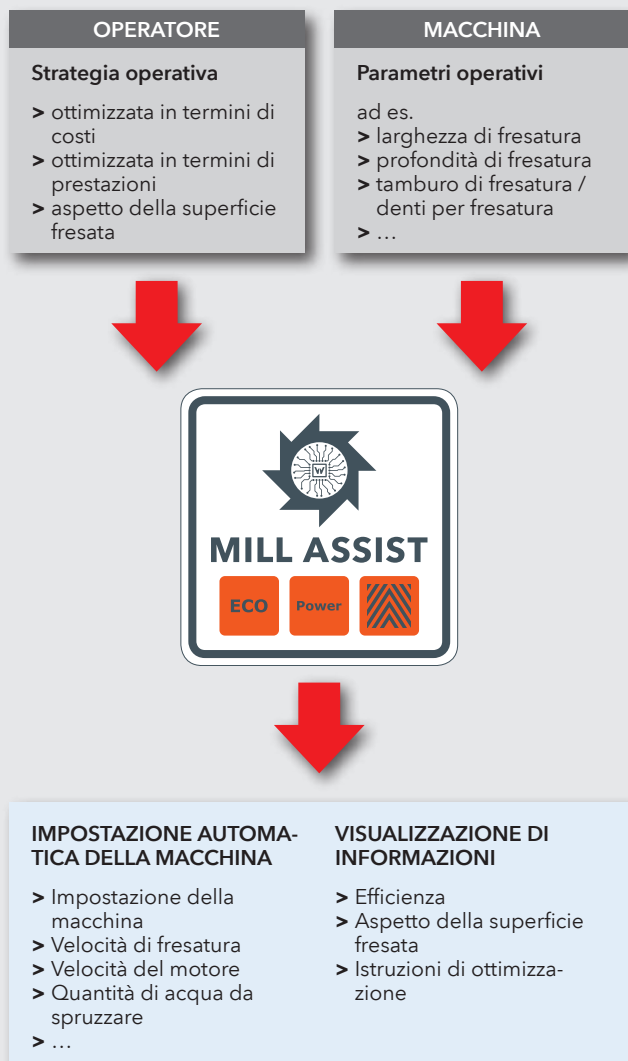 OPERATORE
Strategia operativa
> ottimizzata in termini di
costi
> ottimizzata in termini di
prestazioni
> aspetto della superficie
fresata
MACCHINA
Parametri operativi
ad es.
> larghezza di fresatura
> profondità di fresatura
> tamburo di fresatura /
denti per fresatura
> …
W
MILL ASSIST
ECO
Power
IMPOSTAZIONE AUTOMA-
TICA DELLA MACCHINA
> Impostazione della
macchina
> Velocità di fresatura
> Velocità del motore
> Quantità di acqua da
spruzzare
> …
VISUALIZZAZIONE DI
INFORMAZIONI
> Efficienza
> Aspetto della superficie
fresata
> Istruzioni di ottimizza-
zione